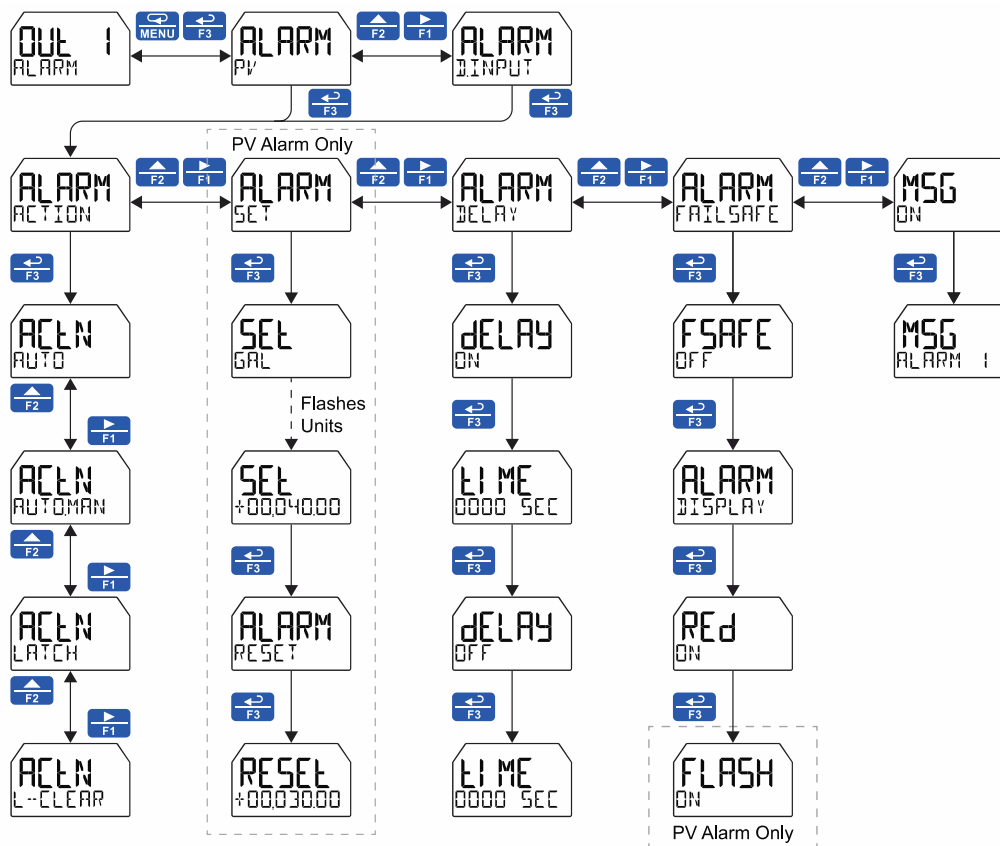 OUt 1
ALARM
MENU
F3
ALARM
PV
F2
F1
ALARM
D.INPUT
F3
F3
PV Alarm Only
ALARM
ACTION
F2
F1
ALARM
SET
F2
F1
ALARM
DELAY
F2
F1
ALARM
FAILSAFE
F2
F1
MSG
ON
F3
F3
F3
F3
F3
ACtN
AUTO
SEt
GAL
dELAY
ON
FSAFE
OFF
MSG
ALARM 1
F2
F1
Flashes
Units
F3
F3
ACtN
AUTO.MAN
SEt
+00,040.00
tIME
0000 SEC
ALARM
DISPLAY
F2
F1
F3
F3
F3
ACtN
LATCH
ALARM
RESET
dELAY
OFF
REd
ON
F2
F1
F3
F3
F3
ACtN
L--CLEAR
RESEt
+00,030.00
tIME
0000 SEC
FLASH
ON
PV Alarm Only